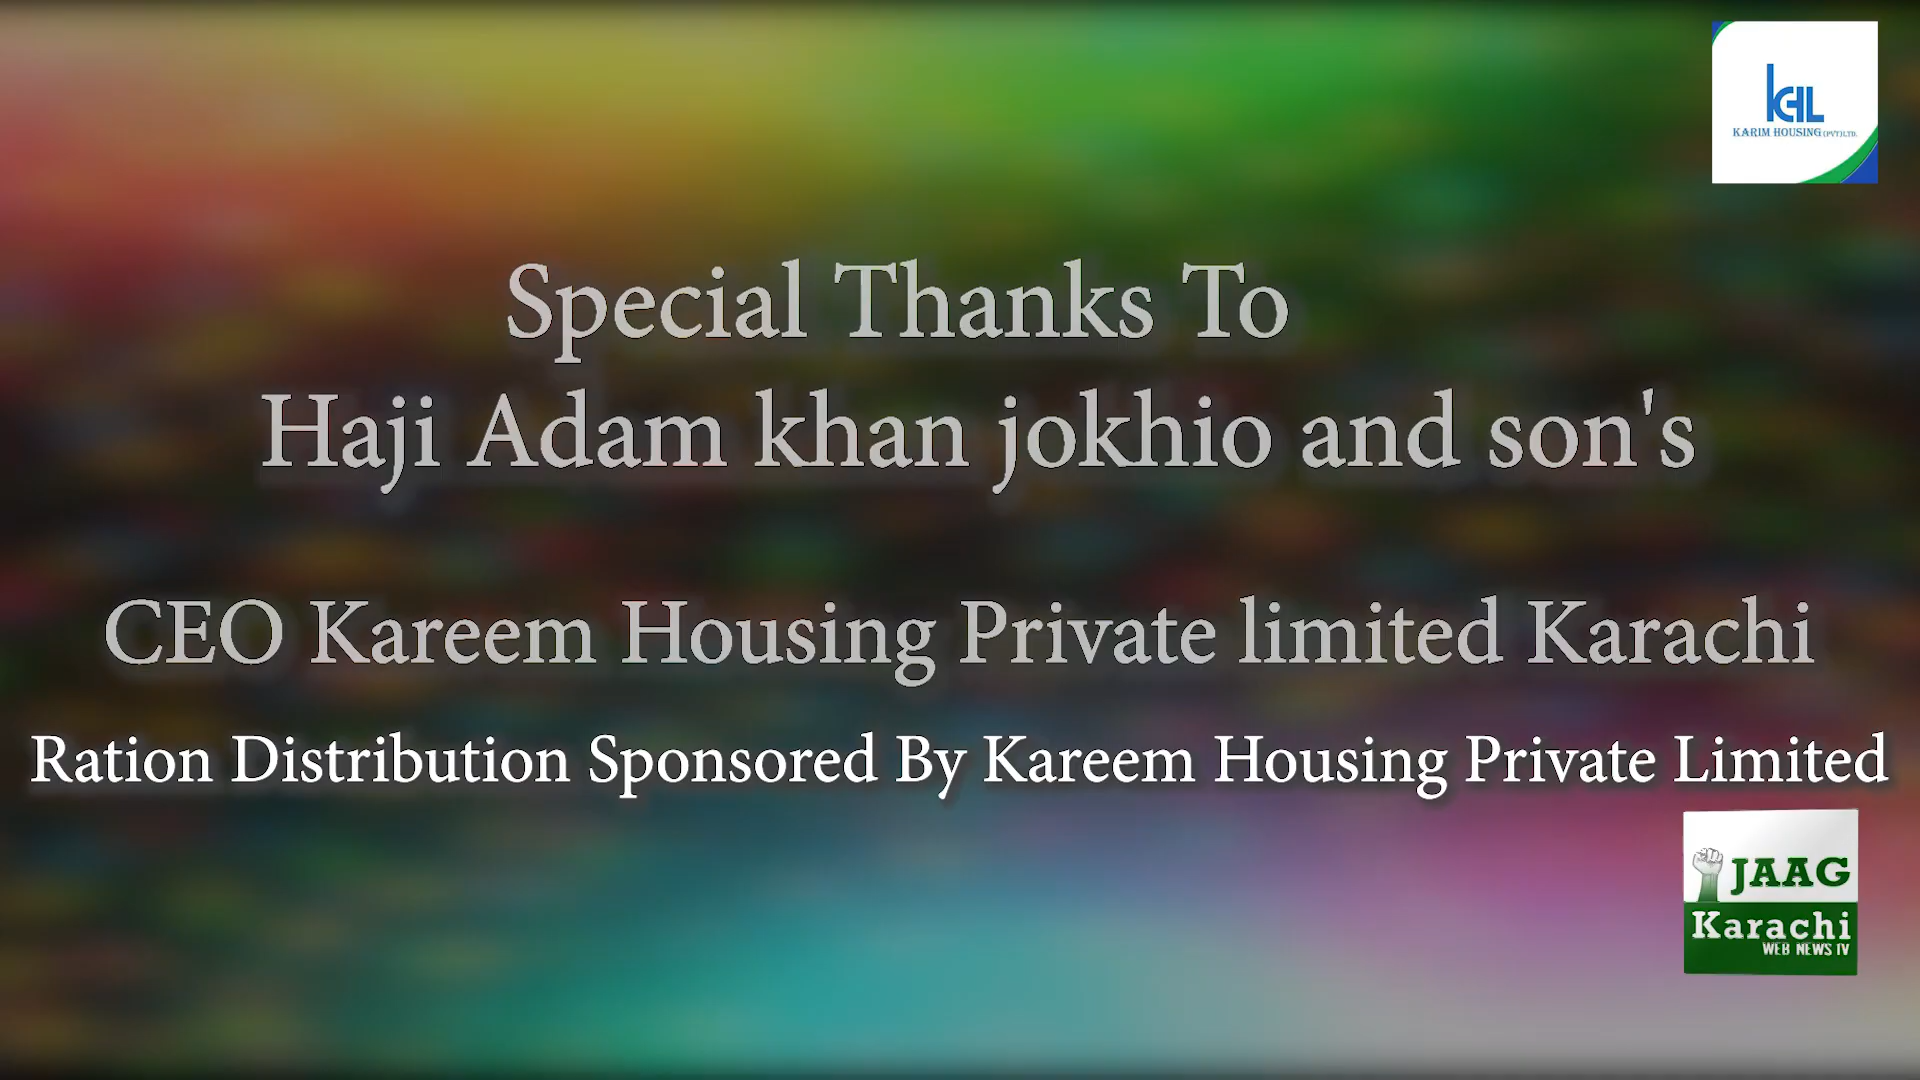 KHL
KARIM HOUSING (PVT) LTD.
Special Thanks To
Haji Adam khan jokhio and son's
CEO Kareem Housing Private limited Karachi
Ration Distribution Sponsored By Kareem Housing Private Limited
JAAG
Karachi
WEB NEWS TV